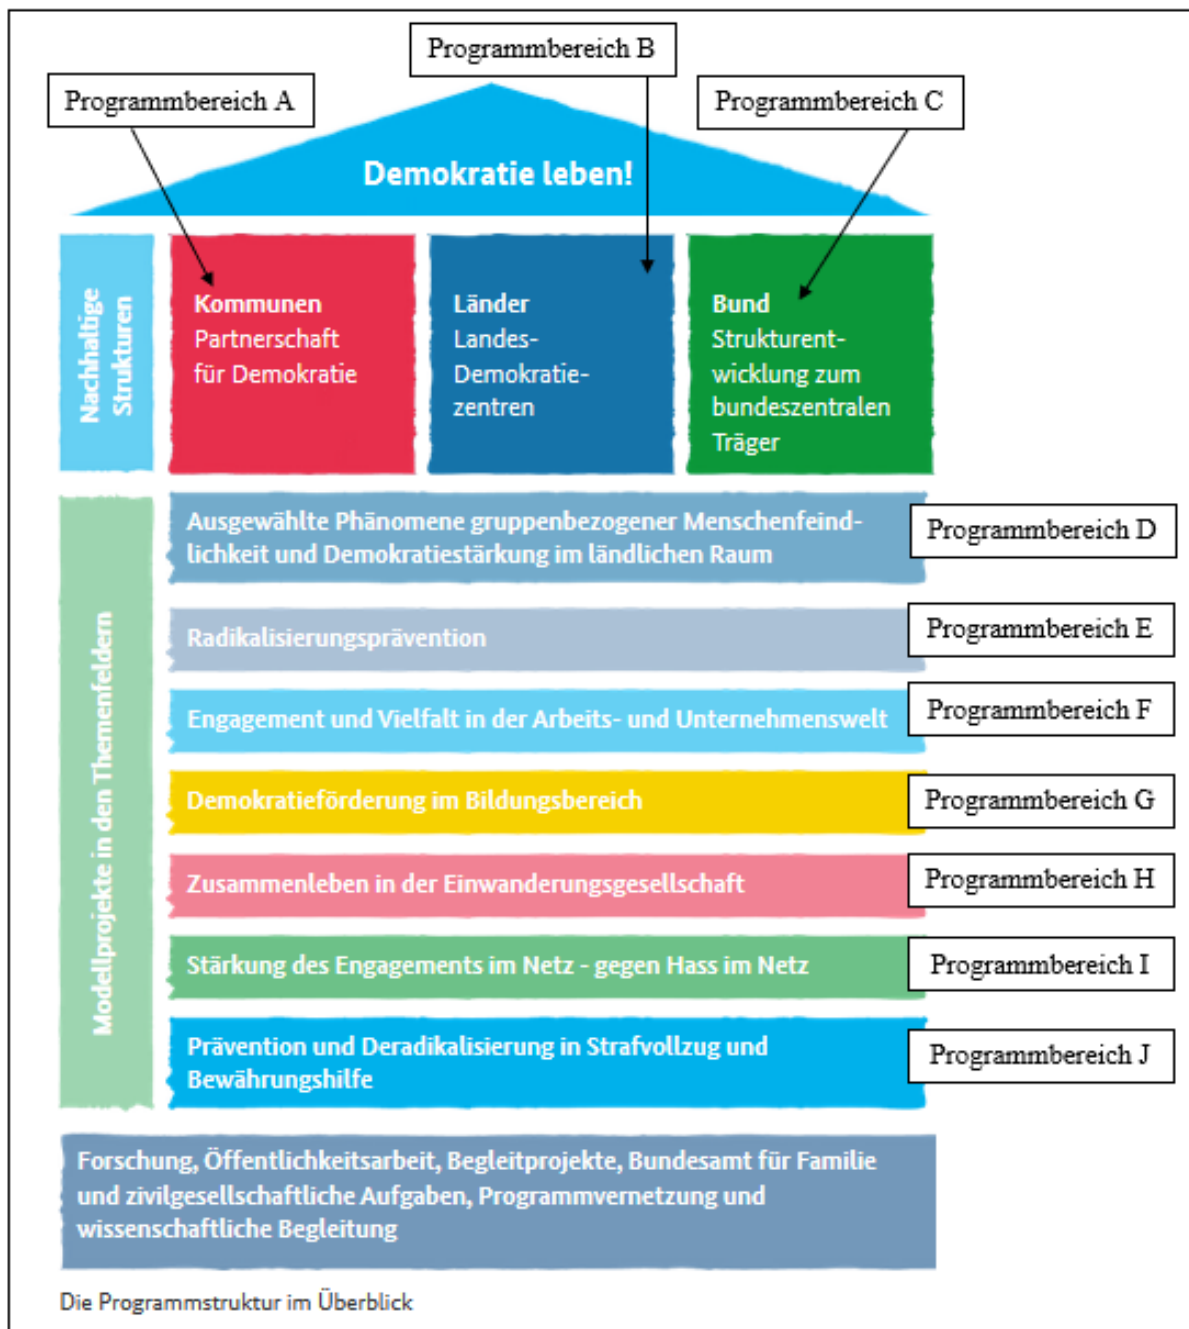 Programmbereich B
Programmbereich A
Programmbereich C
Demokratie leben!
Nachhaltige
Strukturen
Kommunen
Partnerschaft
für Demokratie
Länder
Landes-
Demokratie-
zentren
Bund
Strukturent-
wicklung zum
bundeszentralen
Träger
Modellprojekte in den Themenfeldern
Ausgewählte Phänomene gruppenbezogener Menschenfeind-
lichkeit und Demokratiestärkung im ländlichen Raum
Programmbereich D
Radikalisierungsprävention
Programmbereich E
Engagement und Vielfalt in der Arbeits- und Unternehmenswelt
Programmbereich F
Demokratieförderung im Bildungsbereich
Programmbereich G
Zusammenleben in der Einwanderungsgesellschaft
Programmbereich H
Stärkung des Engagements im Netz - gegen Hass im Netz
Programmbereich I
Prävention und Deradikalisierung in Strafvollzug und
Bewährungshilfe
Programmbereich J
Forschung, Öffentlichkeitsarbeit, Begleitprojekte, Bundesamt für Familie
und zivilgesellschaftliche Aufgaben, Programmvernetzung und
wissenschaftliche Begleitung
Die Programmstruktur im Überblick